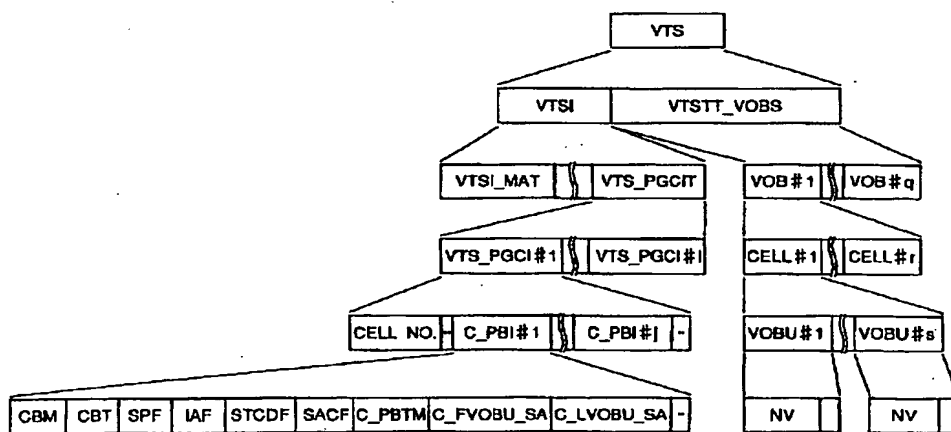 VTS
VTSI VTSTT_VOBS
VTSI_MAT VTS_PGCIT VOB#1 VOB#q
VTS_PGCI#1 VTS_PGCI#i CELL#1 CELL#r
CELL NO. - C_PBI#1 C_PBI#j - VOBU#1 VOBU#s
CBM CBT SPF IAF STCDF SACF C_PBTM C_FVOBU_SA C_LVOBU_SA - NV NV